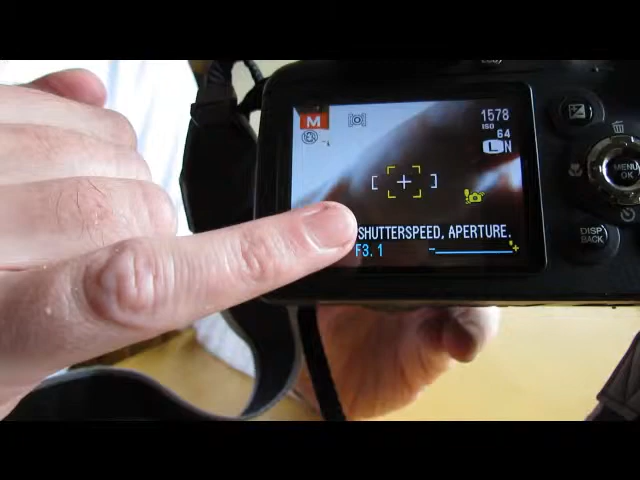 M
1578
ISO
64
L N
SHUTTERSPEED, APERTURE.
F3.1
- +
MENU
OK
DISP
BACK